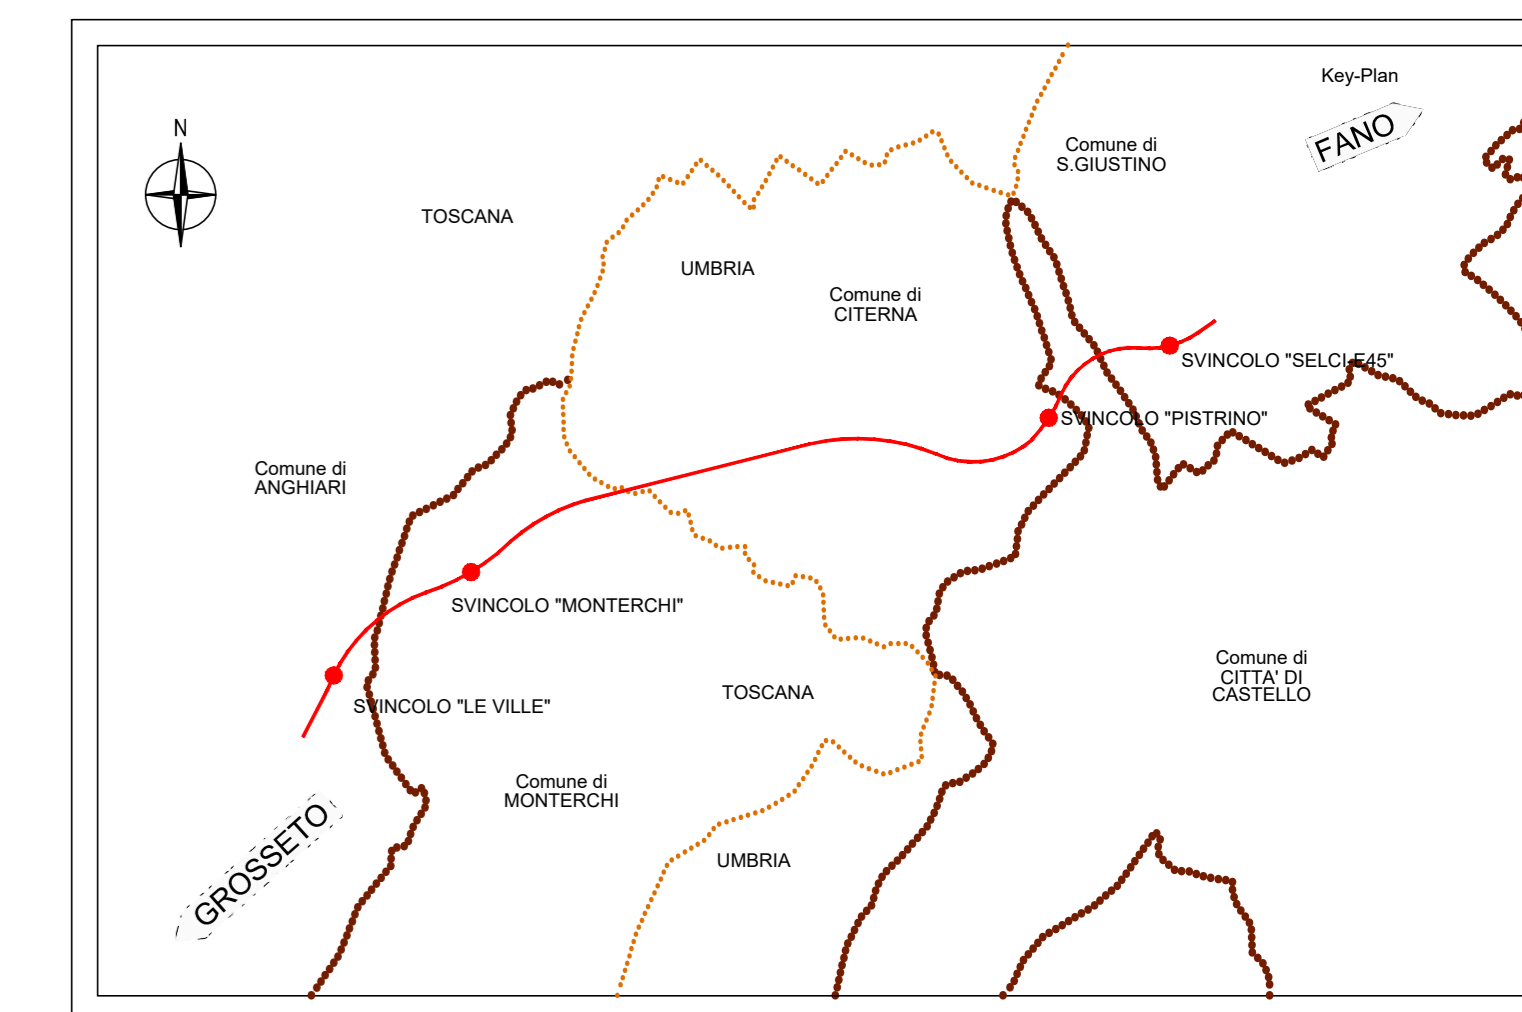 Key-Plan
FANO
N
Comune di
S.GIUSTINO
TOSCANA
UMBRIA
Comune di
CITERNA
SVINCOLO "SELCI-E45"
SVINCOLO "PISTRINO"
Comune di
ANGHIARI
SVINCOLO "MONTERCHI"
Comune di
CITTA' DI
CASTELLO
TOSCANA
SVINCOLO "LE VILLE"
Comune di
MONTERCHI
GROSSETO
UMBRIA